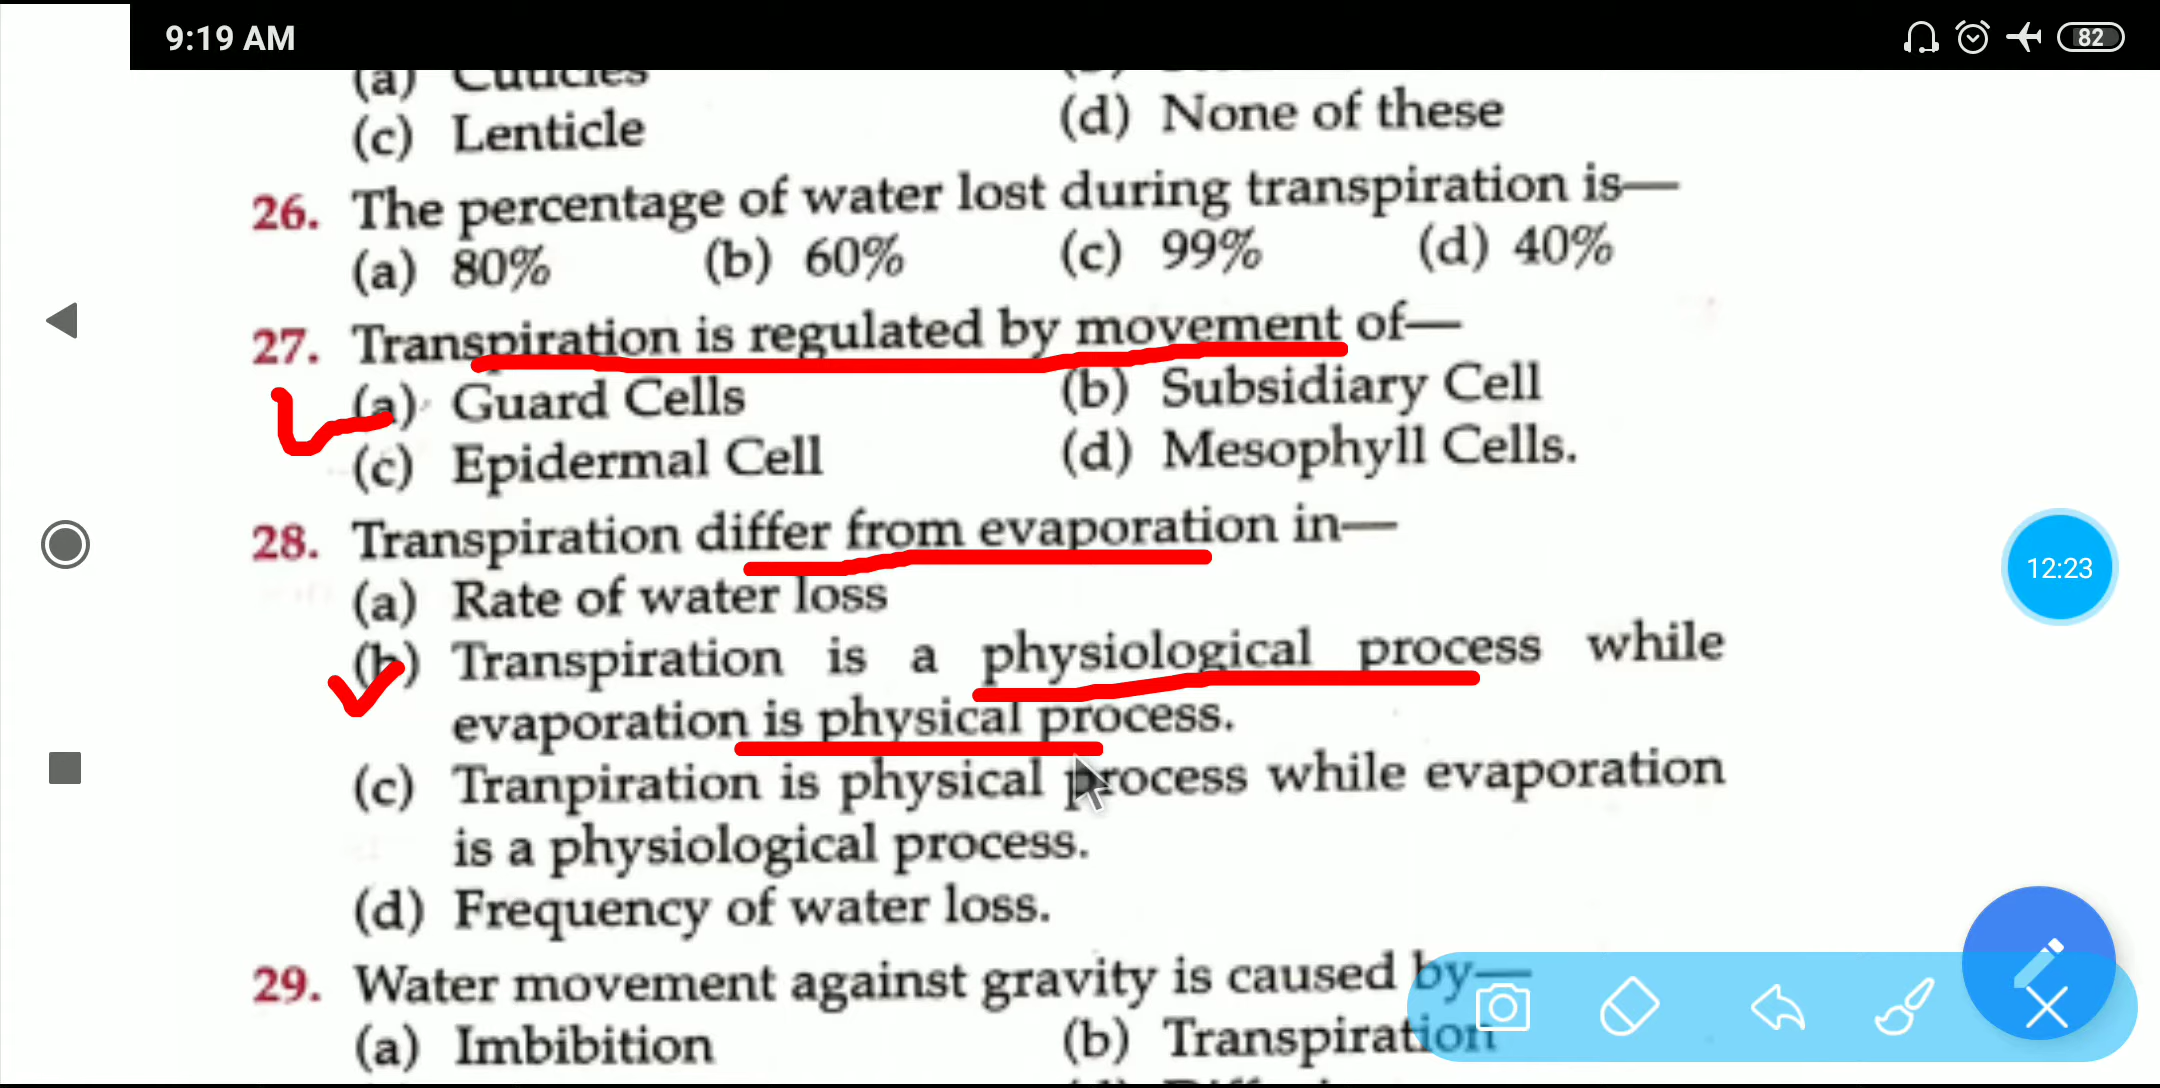 9:19 AM
82
(a) Cuticles
(c) Lenticle
(d) None of these
26. The percentage of water lost during transpiration is—
(a) 80% (b) 60% (c) 99% (d) 40%
27. Transpiration is regulated by movement of—
(a) Guard Cells (b) Subsidiary Cell
(c) Epidermal Cell (d) Mesophyll Cells.
28. Transpiration differ from evaporation in—
(a) Rate of water loss
12:23
(b) Transpiration is a physiological process while
evaporation is physical process.
(c) Tranpiration is physical process while evaporation
is a physiological process.
(d) Frequency of water loss.
29. Water movement against gravity is caused by—
(a) Imbibition (b) Transpiration